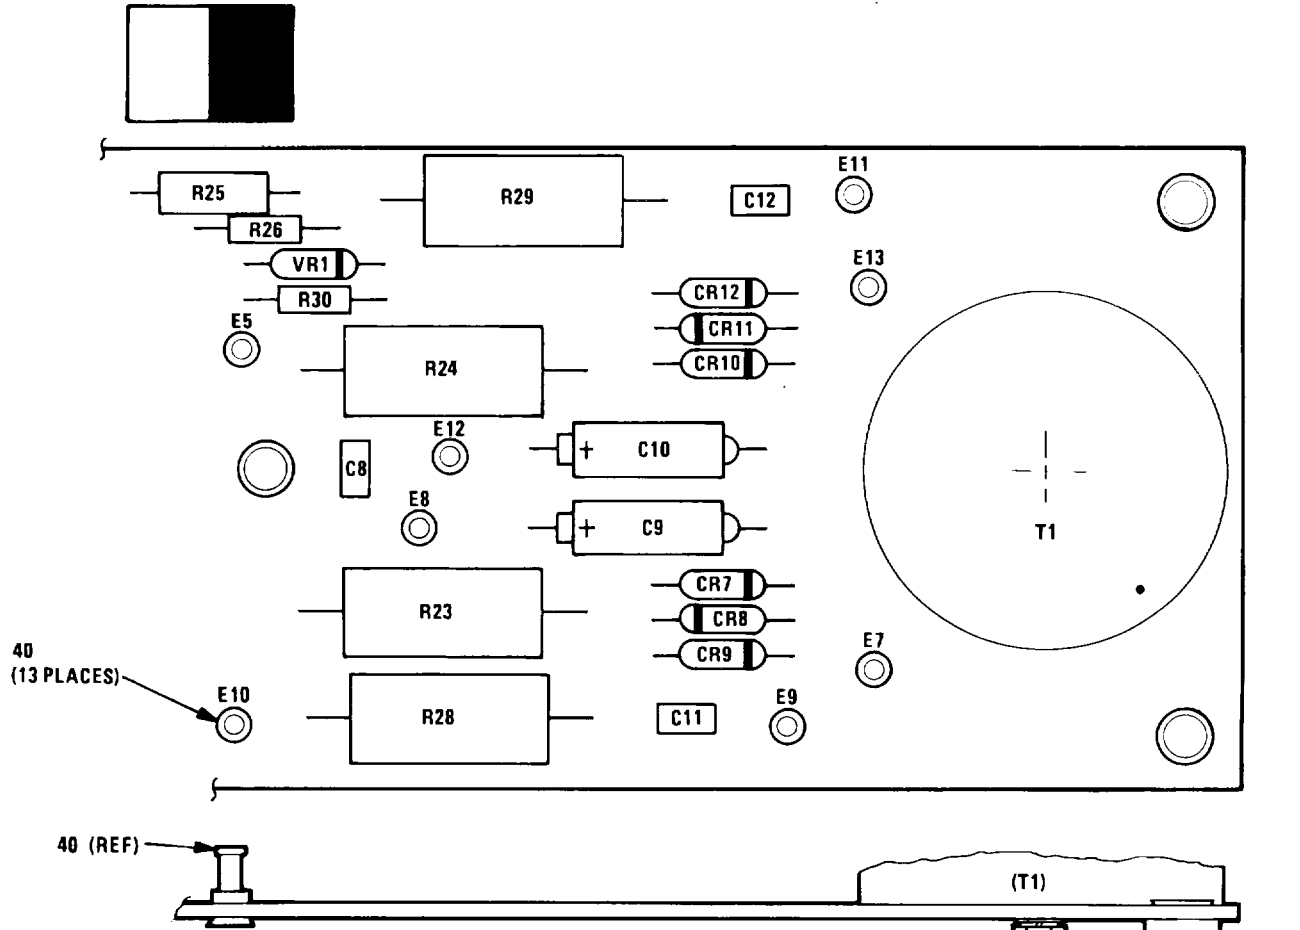 E11
R25
R29
C12
R26
E13
VR1
CR12
R30
E5
CR11
CR10
R24
E12
+ C10
C8
E8
+ C9
T1
CR7
R23
CR8
E7
40
(13 PLACES)
CR9
E10
E9
R28
C11
40 (REF)
(T1)